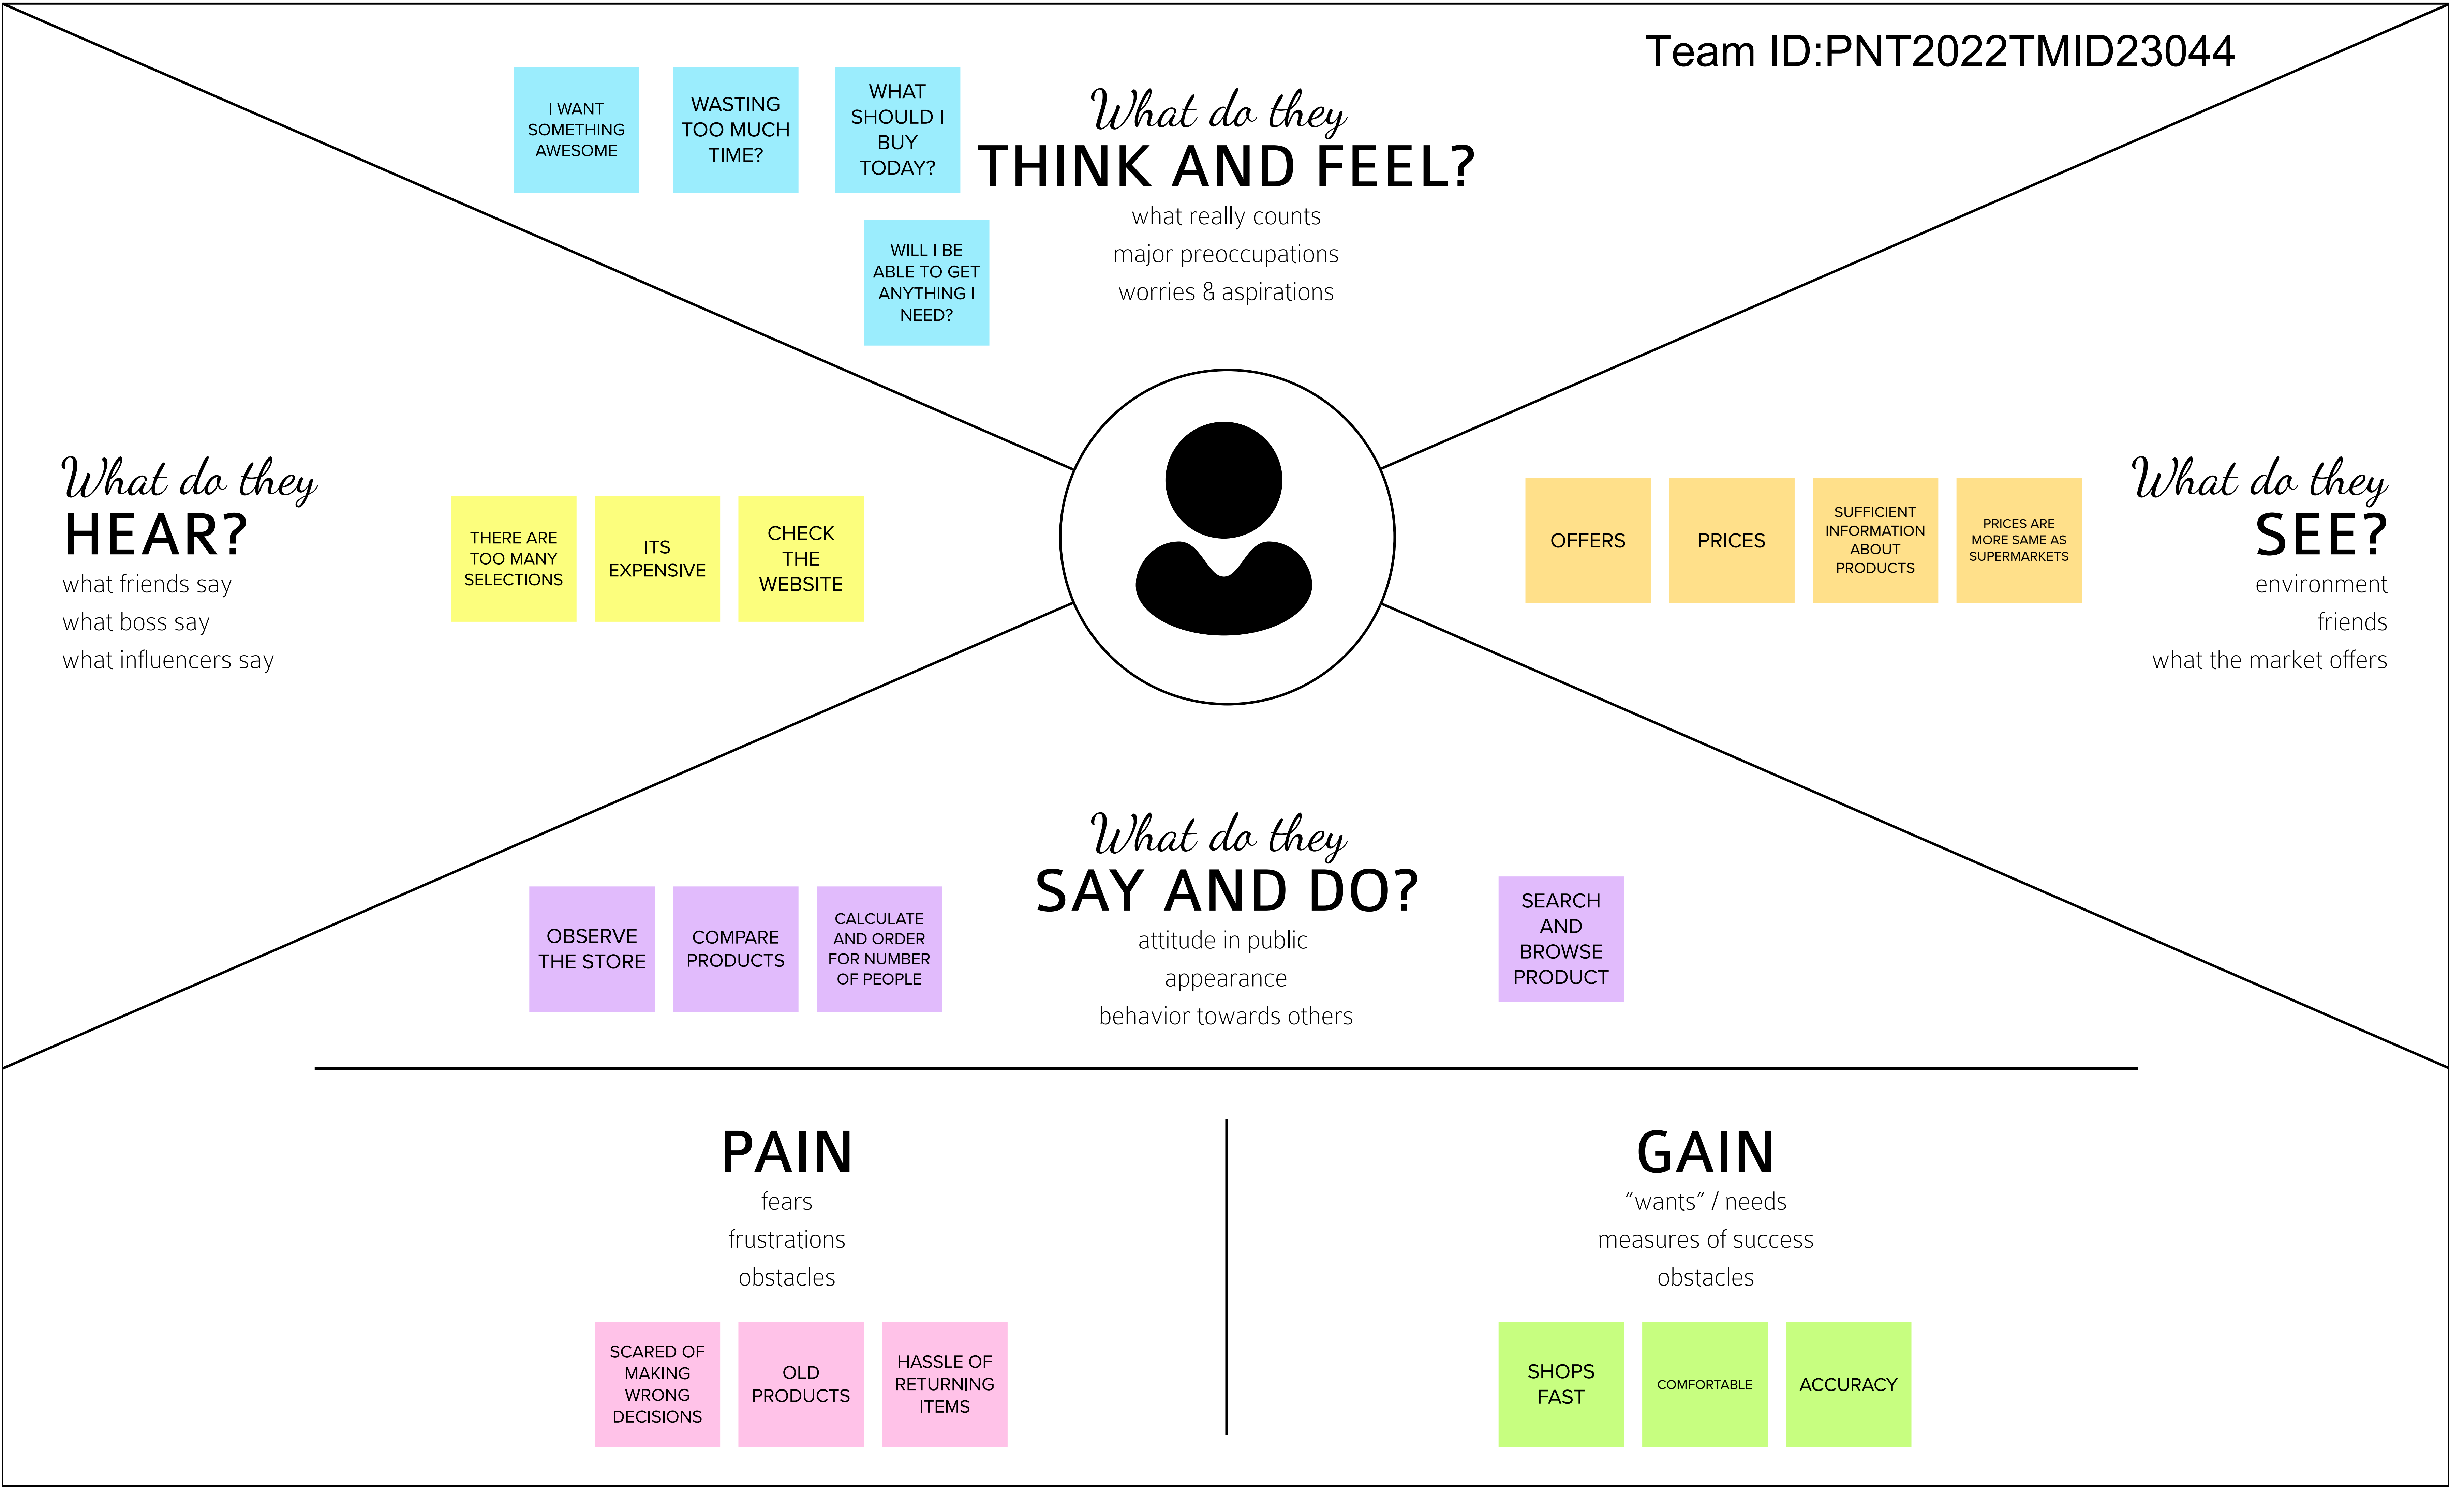 Team ID:PNT2022TMID23044
I WANT
SOMETHING
AWESOME
WASTING
TOO MUCH
TIME?
WHAT
SHOULD I
BUY
TODAY?
WILL I BE
ABLE TO GET
ANYTHING I
NEED?
What do they
THINK AND FEEL?
what really counts
major preoccupations
worries & aspirations
What do they
HEAR?
what friends say
what boss say
what influencers say
THERE ARE
TOO MANY
SELECTIONS
ITS
EXPENSIVE
CHECK
THE
WEBSITE
OFFERS
PRICES
SUFFICIENT
INFORMATION
ABOUT
PRODUCTS
PRICES ARE
MORE SAME AS
SUPERMARKETS
What do they
SEE?
environment
friends
what the market offers
What do they
SAY AND DO?
attitude in public
appearance
behavior towards others
OBSERVE
THE STORE
COMPARE
PRODUCTS
CALCULATE
AND ORDER
FOR NUMBER
OF PEOPLE
SEARCH
AND
BROWSE
PRODUCT
PAIN
fears
frustrations
obstacles
SCARED OF
MAKING
WRONG
DECISIONS
OLD
PRODUCTS
HASSLE OF
RETURNING
ITEMS
GAIN
“wants” / needs
measures of success
obstacles
SHOPS
FAST
COMFORTABLE
ACCURACY